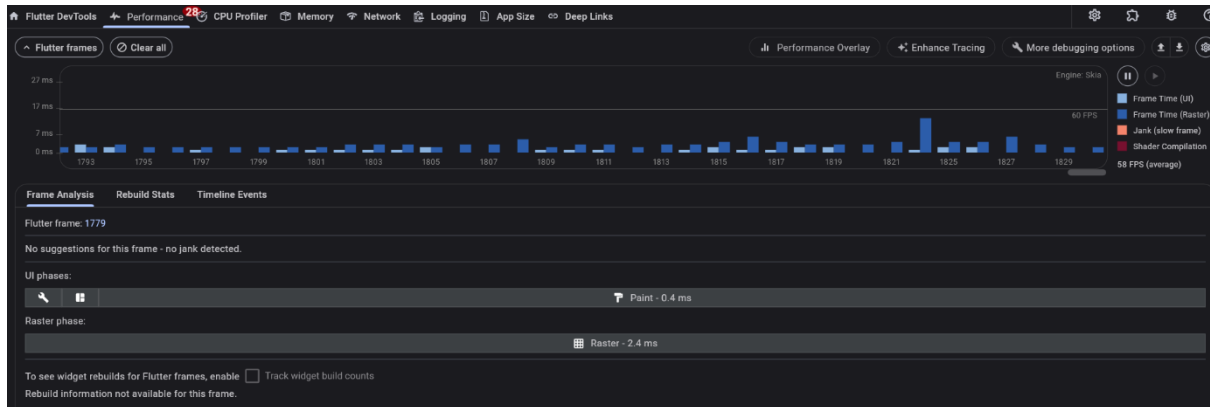 Flutter DevTools Performance 28 CPU Profiler Memory Network Logging App Size Deep Links
Flutter frames Clear all Performance Overlay Enhance Tracing More debugging options
Engine: Skia
27 ms
17 ms
60 FPS
7 ms
0 ms
1793 1795 1797 1799 1801 1803 1805 1807 1809 1811 1813 1815 1817 1819 1821 1825 1827 1829
Frame Time (UI)
Frame Time (Raster)
Jank (slow frame)
Shader Compilation
58 FPS (average)
Frame Analysis Rebuild Stats Timeline Events
Flutter frame: 1779
No suggestions for this frame - no jank detected.
UI phases:
Paint - 0.4 ms
Raster phase:
Raster - 2.4 ms
To see widget rebuilds for Flutter frames, enable Track widget build counts
Rebuild information not available for this frame.